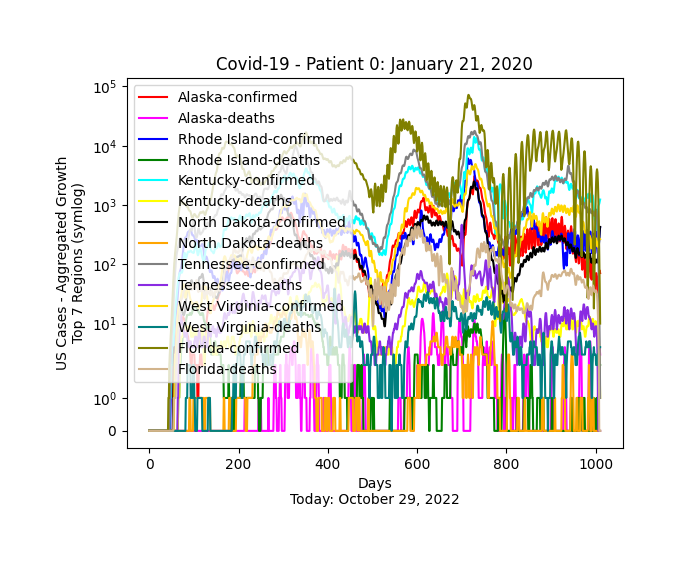 Covid-19 - Patient 0: January 21, 2020
US Cases - Aggregated Growth
Top 7 Regions (symlog)
10^5
10^4
10^3
10^2
10^1
10^0
0
Alaska-confirmed
Alaska-deaths
Rhode Island-confirmed
Rhode Island-deaths
Kentucky-confirmed
Kentucky-deaths
North Dakota-confirmed
North Dakota-deaths
Tennessee-confirmed
Tennessee-deaths
West Virginia-confirmed
West Virginia-deaths
Florida-confirmed
Florida-deaths
0 200 400 600 800 1000
Days
Today: October 29, 2022